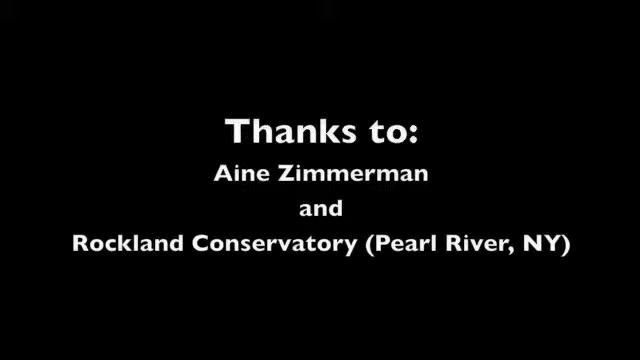 Thanks to:
Aine Zimmerman
and
Rockland Conservatory (Pearl River, NY)